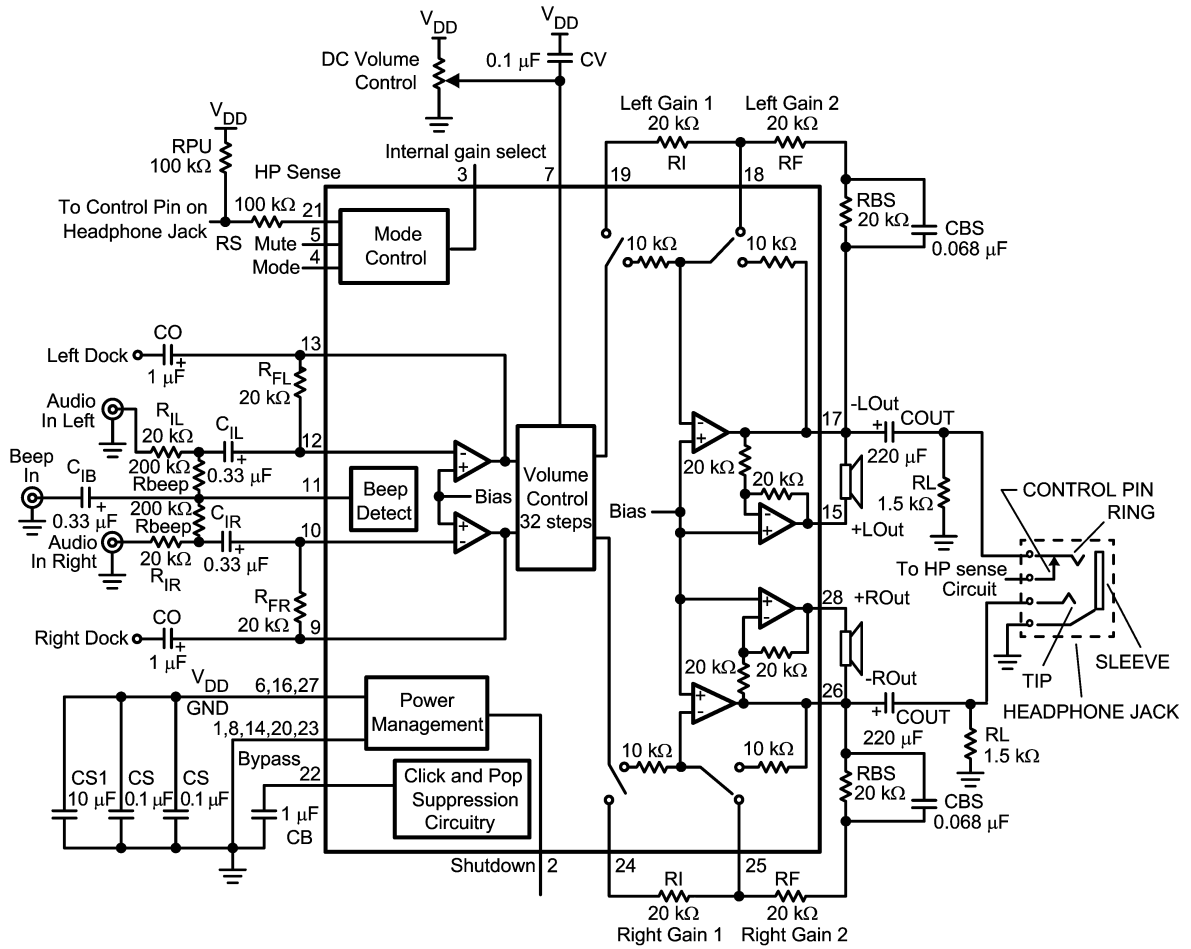 V DD
V DD
DC Volume
Control
0.1 µF
CV
Left Gain 1
20 kΩ
RI
Left Gain 2
20 kΩ
RF
V DD
RPU
100 kΩ
Internal gain select
HP Sense
3
7
19
18
To Control Pin on
Headphone Jack
100 kΩ
RS
21
Mute
5
Mode
4
Mode
Control
RBS
20 kΩ
CBS
0.068 µF
10 kΩ
10 kΩ
CO
Left Dock
1 µF
+
13
R FL
20 kΩ
Audio
In Left
R IL
20 kΩ
C IL
+
0.33 µF
12
200 kΩ
Rbeep
Beep
In
C IB
+
0.33 µF
11
Beep
Detect
200 kΩ
Rbeep
C IR
+
0.33 µF
10
Audio
In Right
20 kΩ
R IR
R FR
20 kΩ
CO
Right Dock
1 µF
+
9
-
+
Bias
+
-
Volume
Control
32 steps
Bias
-
+
20 kΩ
20 kΩ
-
+
17
-LOut
+
COUT
220 µF
RL
1.5 kΩ
15
+LOut
CONTROL PIN
RING
To HP sense
Circuit
SLEEVE
TIP
HEADPHONE JACK
+
-
28
+ROut
20 kΩ
20 kΩ
+
-
26
-ROut
+
COUT
220 µF
RL
1.5 kΩ
10 kΩ
10 kΩ
RBS
20 kΩ
CBS
0.068 µF
V DD
6,16,27
GND
1,8,14,20,23
Power
Management
Bypass
22
Click and Pop
Suppression
Circuitry
CS1
10 µF
CS
0.1 µF
CS
0.1 µF
1 µF
CB
Shutdown
2
24
25
RI
20 kΩ
Right Gain 1
RF
20 kΩ
Right Gain 2